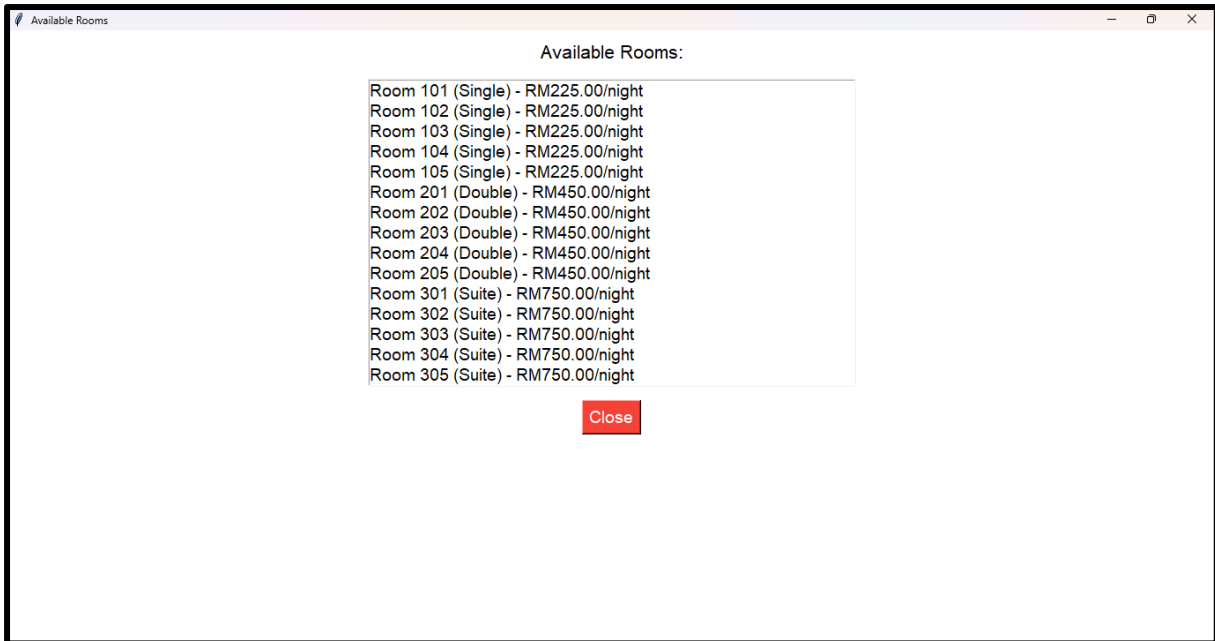 Available Rooms
Available Rooms:
Room 101 (Single) - RM225.00/night
Room 102 (Single) - RM225.00/night
Room 103 (Single) - RM225.00/night
Room 104 (Single) - RM225.00/night
Room 105 (Single) - RM225.00/night
Room 201 (Double) - RM450.00/night
Room 202 (Double) - RM450.00/night
Room 203 (Double) - RM450.00/night
Room 204 (Double) - RM450.00/night
Room 205 (Double) - RM450.00/night
Room 301 (Suite) - RM750.00/night
Room 302 (Suite) - RM750.00/night
Room 303 (Suite) - RM750.00/night
Room 304 (Suite) - RM750.00/night
Room 305 (Suite) - RM750.00/night
Close